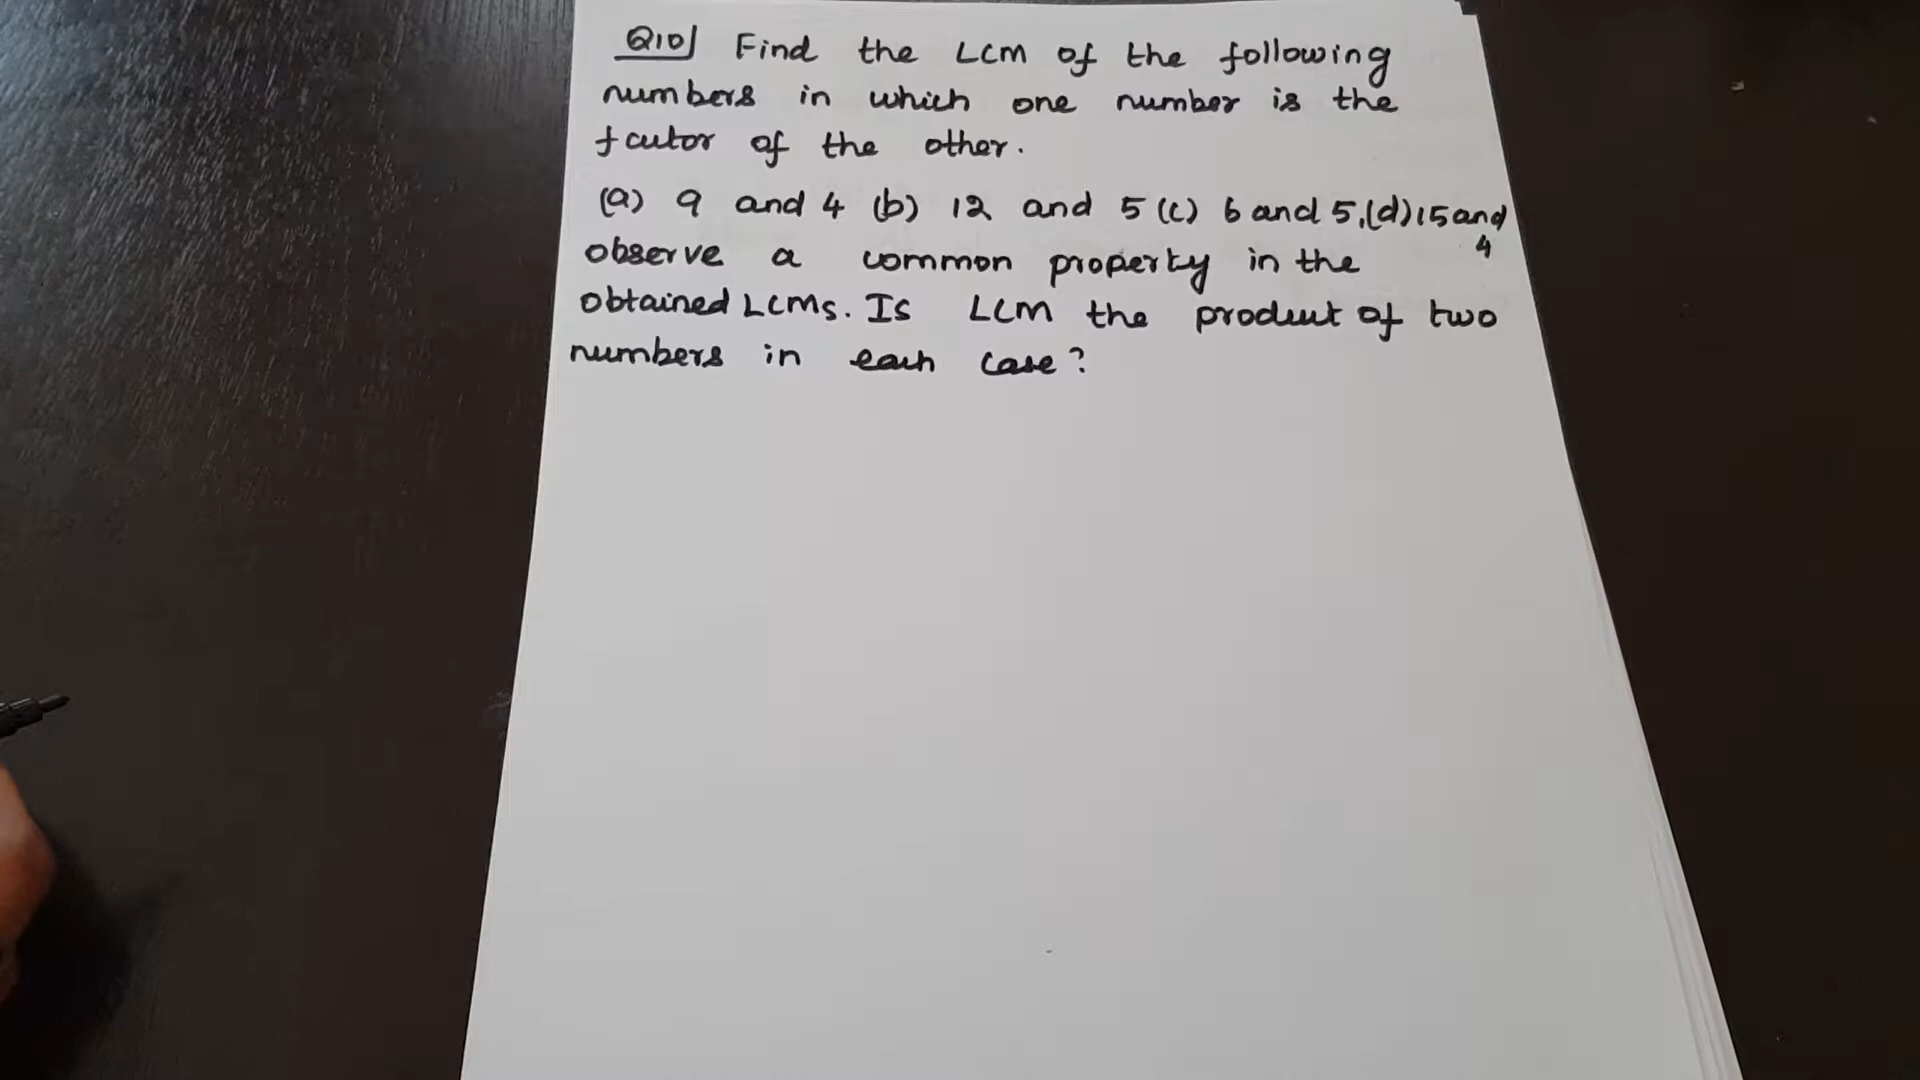 Q10) Find the LCM of the following
numbers in which one number is the
factor of the other.
(a) 9 and 4 (b) 12 and 5 (c) 6 and 5, (d) 15 and
4
observe a common property in the
obtained LCMs. Is LCM the product of two
numbers in each case?